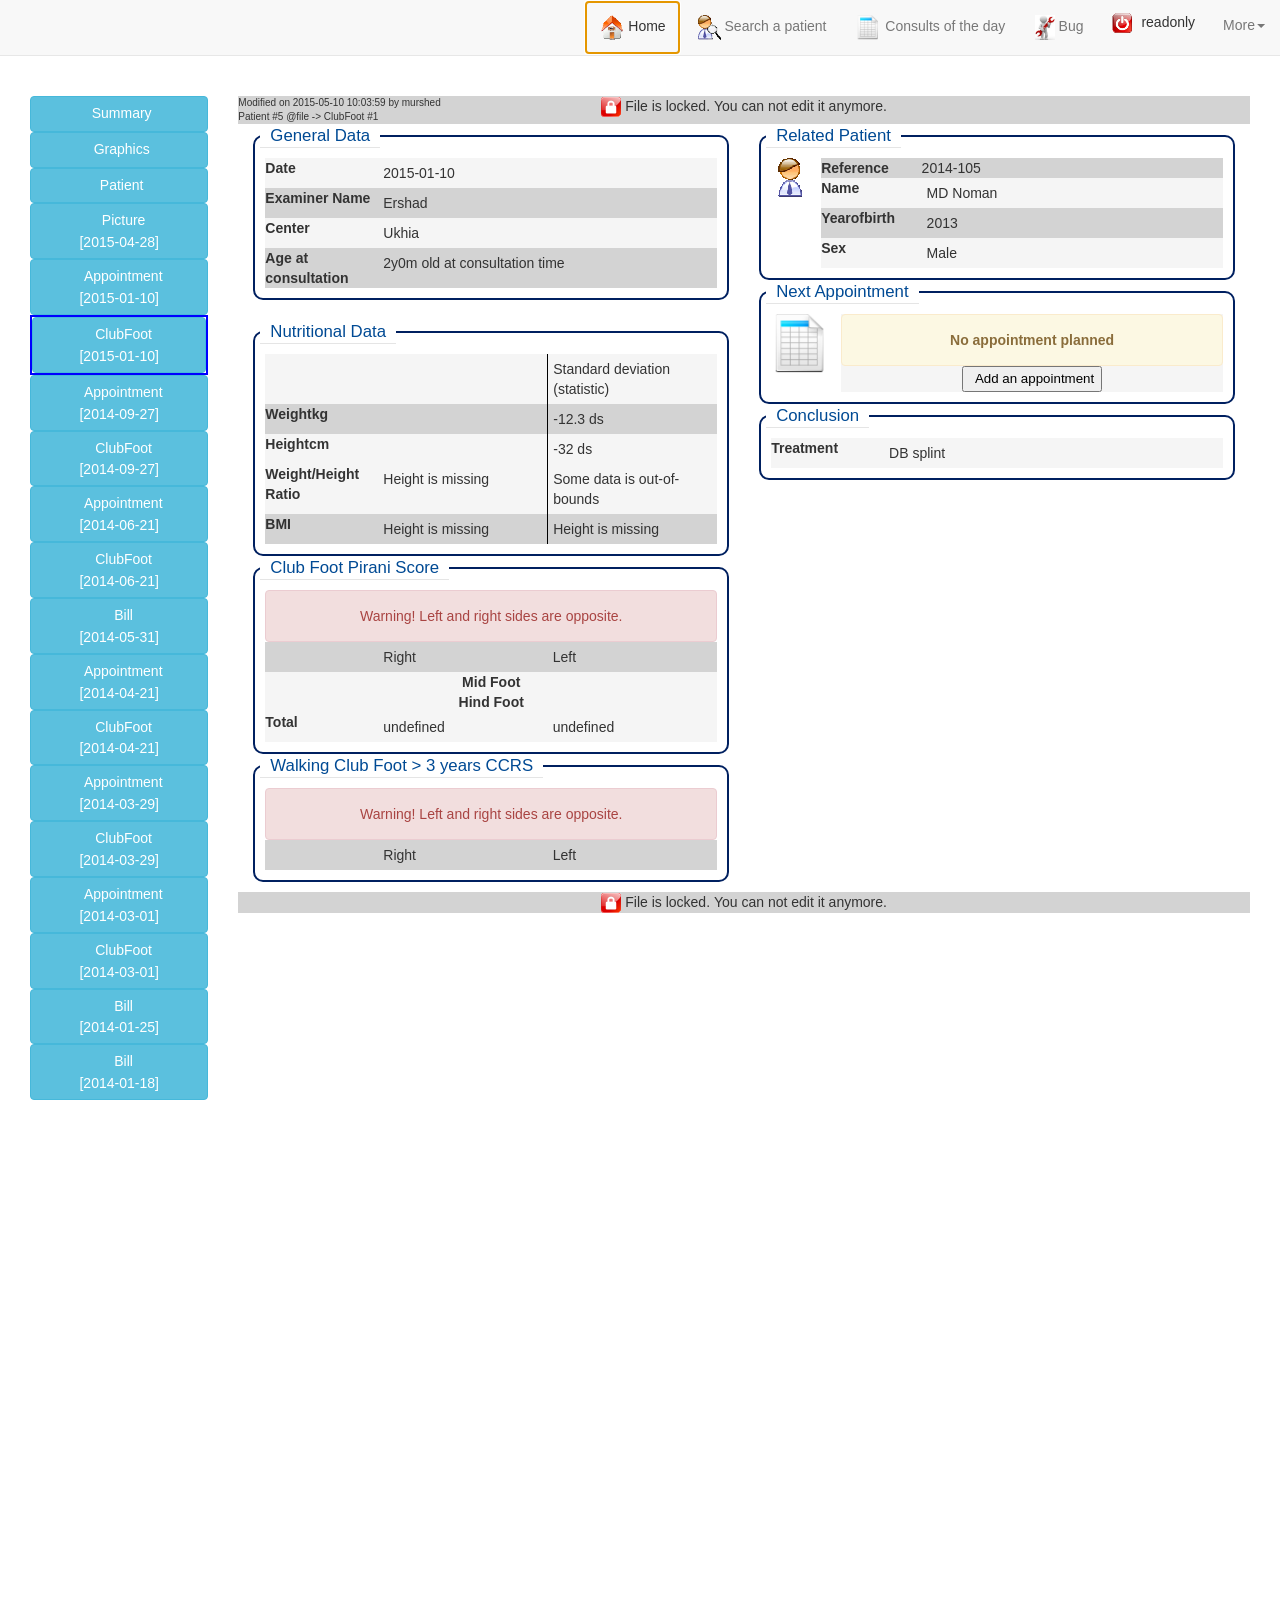 Home Search a patient Consults of the day Bug readonly More
Summary
Graphics
Patient
Picture
[2015-04-28]
Appointment
[2015-01-10]
ClubFoot
[2015-01-10]
Appointment
[2014-09-27]
ClubFoot
[2014-09-27]
Appointment
[2014-06-21]
ClubFoot
[2014-06-21]
Bill
[2014-05-31]
Appointment
[2014-04-21]
ClubFoot
[2014-04-21]
Appointment
[2014-03-29]
ClubFoot
[2014-03-29]
Appointment
[2014-03-01]
ClubFoot
[2014-03-01]
Bill
[2014-01-25]
Bill
[2014-01-18]
Modified on 2015-05-10 10:03:59 by murshed
Patient #5 @file -> ClubFoot #1
File is locked. You can not edit it anymore.
General Data
Date 2015-01-10
Examiner Name Ershad
Center Ukhia
Age at
consultation
2y0m old at consultation time
Nutritional Data
Standard deviation
(statistic)
Weightkg -12.3 ds
Heightcm -32 ds
Weight/Height
Ratio
Height is missing
Some data is out-of-
bounds
BMI Height is missing Height is missing
Club Foot Pirani Score
Warning! Left and right sides are opposite.
Right Left
Mid Foot
Hind Foot
Total undefined undefined
Walking Club Foot > 3 years CCRS
Warning! Left and right sides are opposite.
Right Left
Related Patient
Reference 2014-105
Name MD Noman
Yearofbirth 2013
Sex Male
Next Appointment
No appointment planned
Add an appointment
Conclusion
Treatment DB splint
File is locked. You can not edit it anymore.